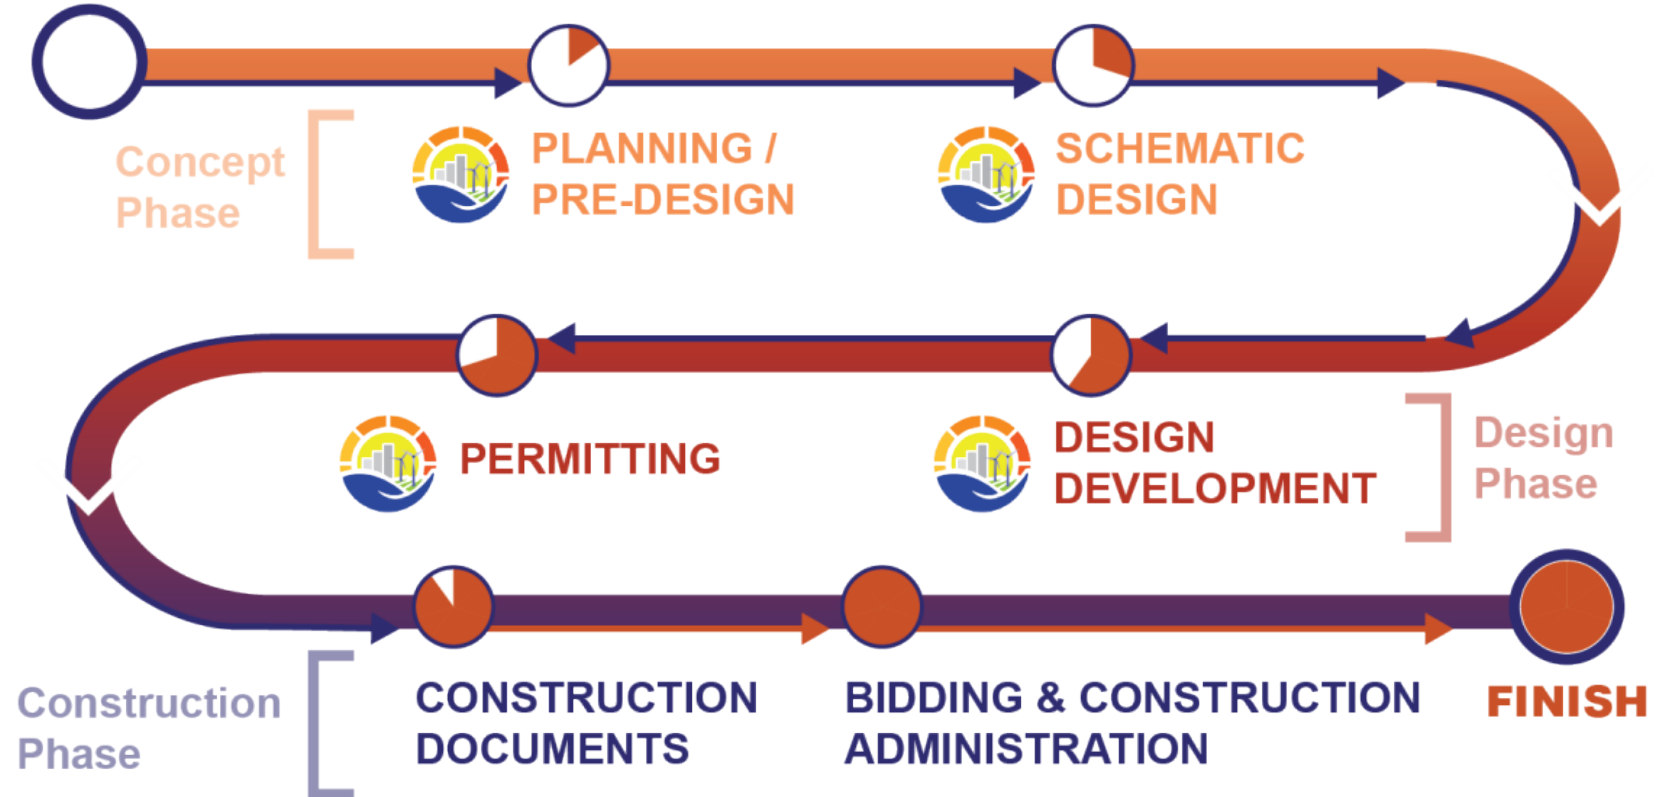 Concept
Phase
PLANNING /
PRE-DESIGN
SCHEMATIC
DESIGN
PERMITTING
DESIGN
DEVELOPMENT
Design
Phase
Construction
Phase
CONSTRUCTION
DOCUMENTS
BIDDING & CONSTRUCTION
ADMINISTRATION
FINISH